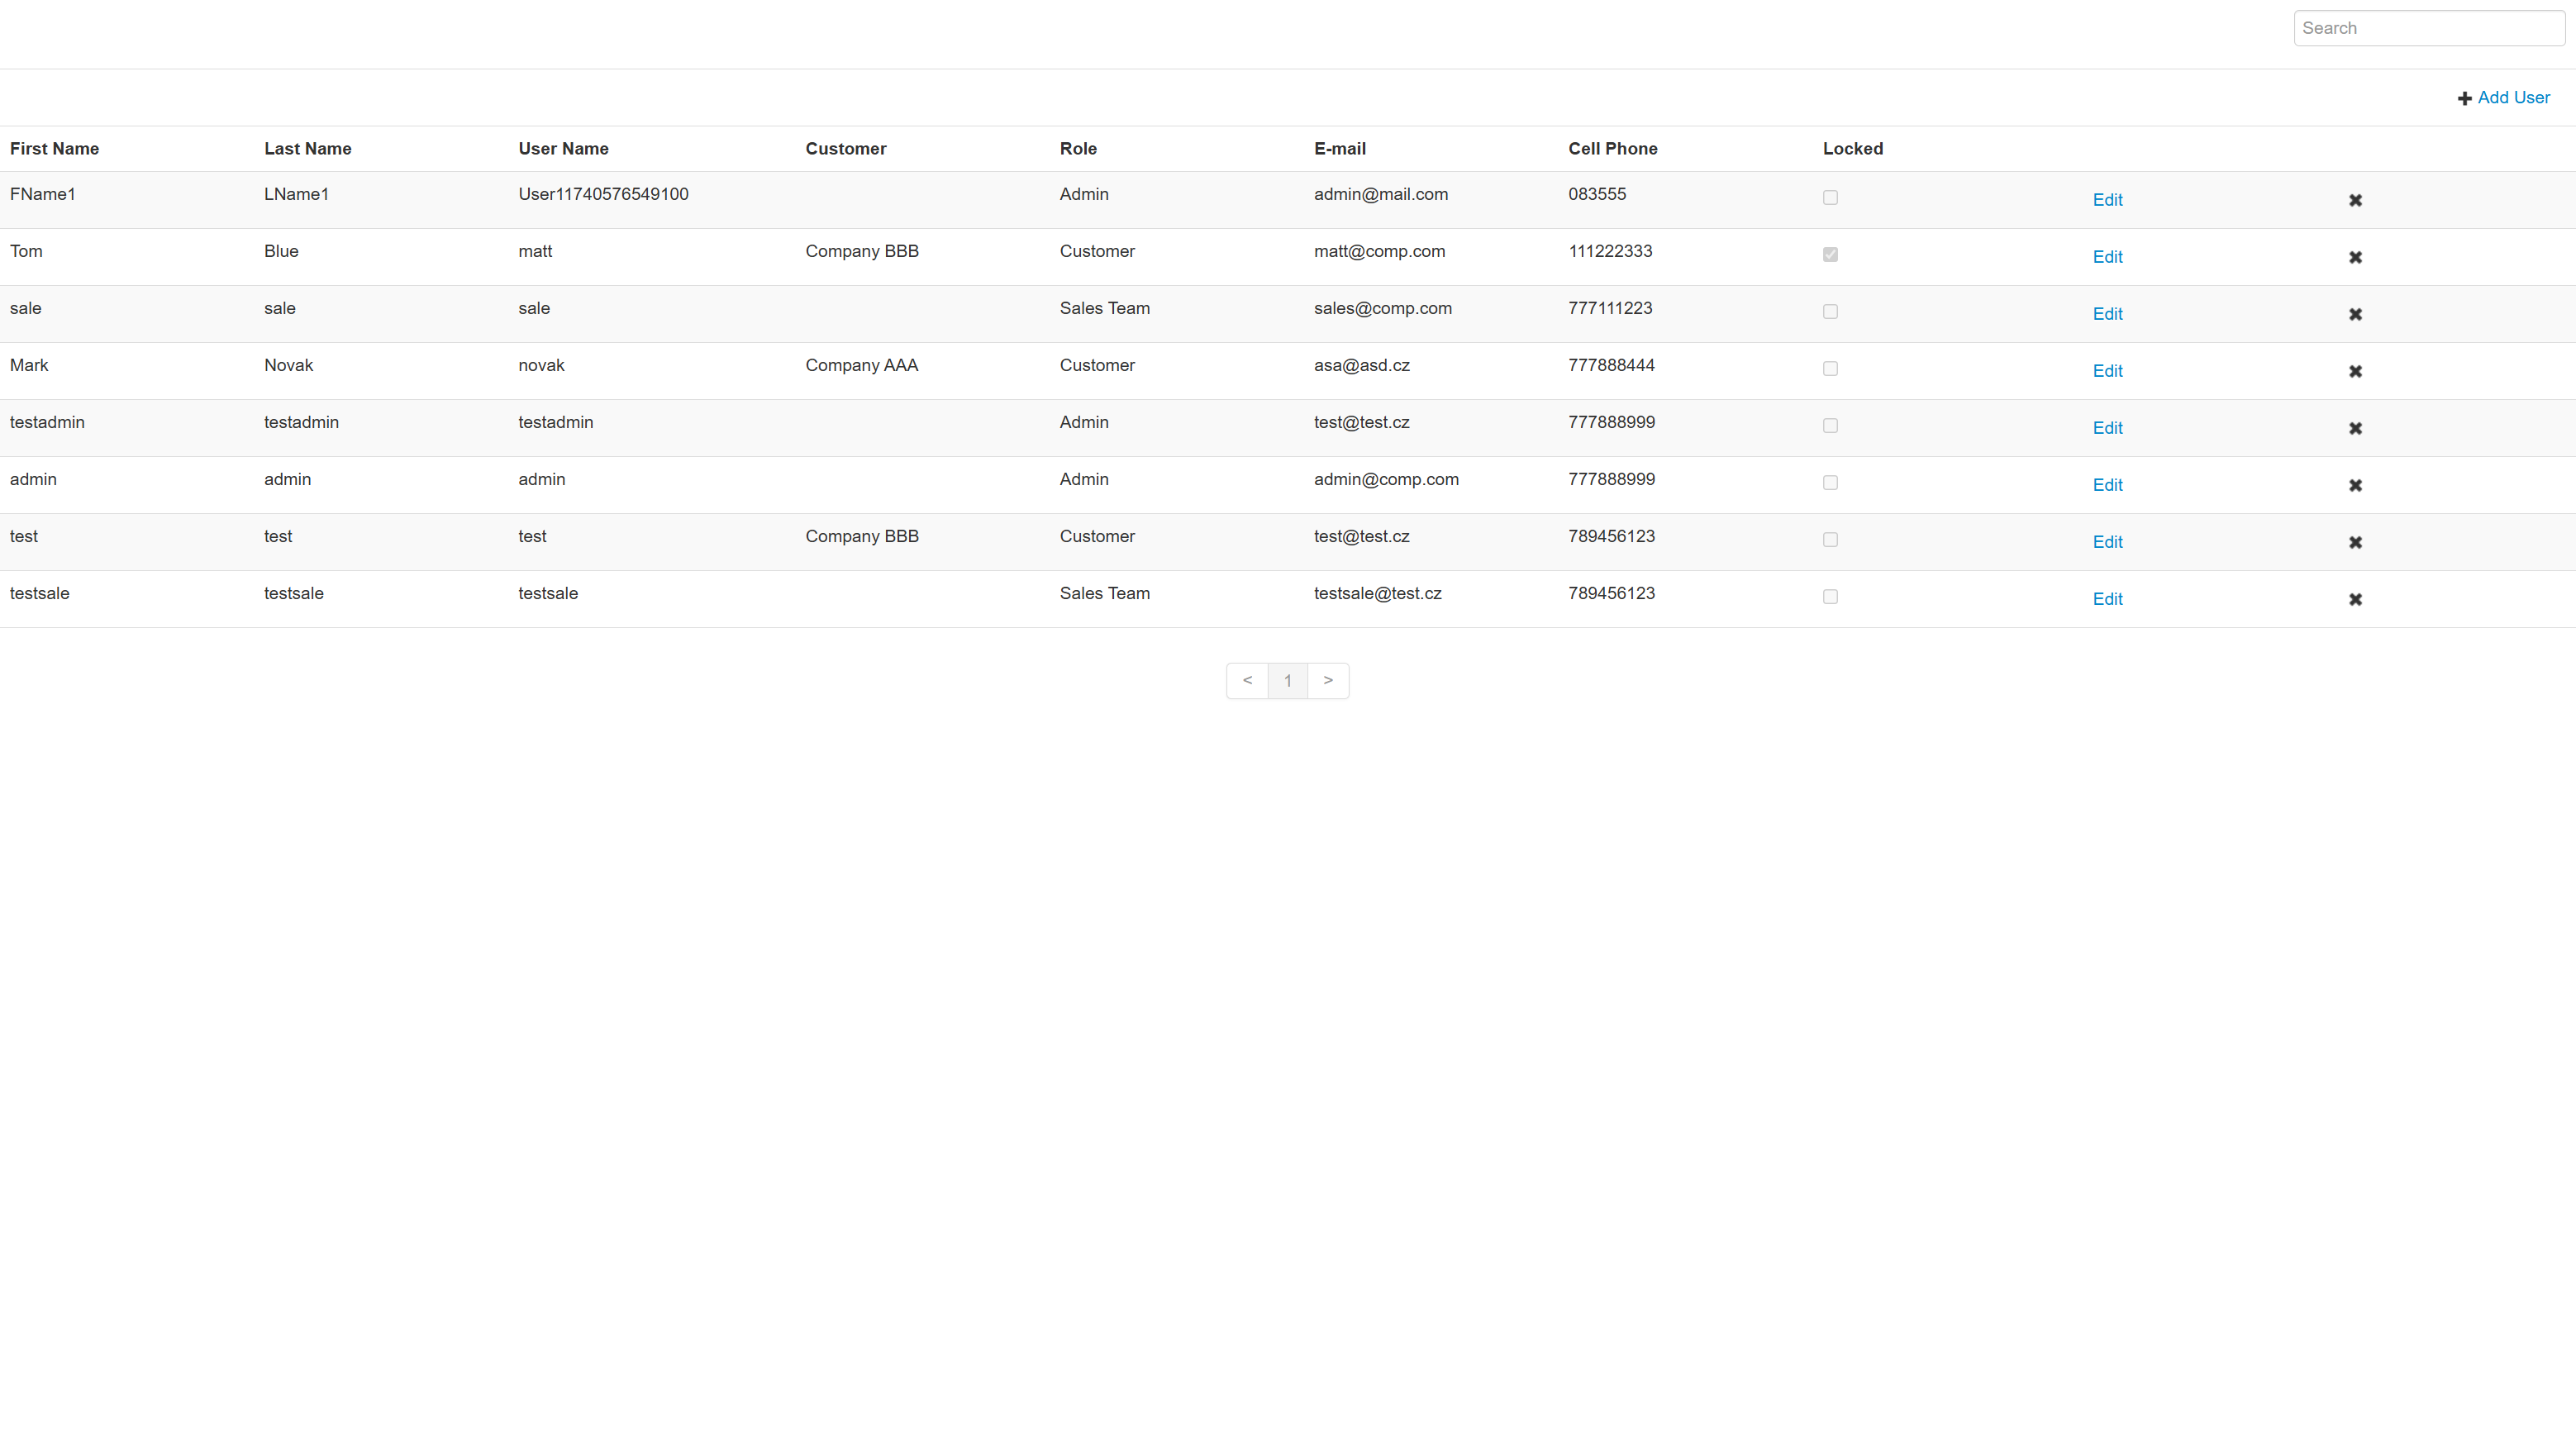 Search
Add User
First Name Last Name User Name Customer Role E-mail Cell Phone Locked
FName1 LName1 User11740576549100 Admin admin@mail.com 083555 Edit
Tom Blue matt Company BBB Customer matt@comp.com 111222333 Edit
sale sale sale Sales Team sales@comp.com 777111223 Edit
Mark Novak novak Company AAA Customer asa@asd.cz 777888444 Edit
testadmin testadmin testadmin Admin test@test.cz 777888999 Edit
admin admin admin Admin admin@comp.com 777888999 Edit
test test test Company BBB Customer test@test.cz 789456123 Edit
testsale testsale testsale Sales Team testsale@test.cz 789456123 Edit
< 1 >